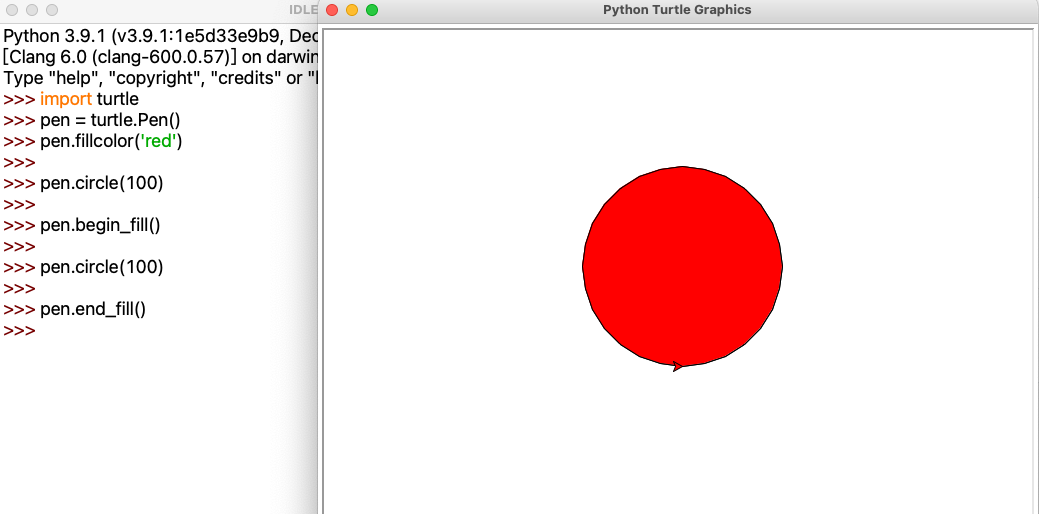 IDLE
Python Turtle Graphics
Python 3.9.1 (v3.9.1:1e5d33e9b9, Dec
[Clang 6.0 (clang-600.0.57)] on darwin
Type "help", "copyright", "credits" or "l
>>> import turtle
>>> pen = turtle.Pen()
>>> pen.fillcolor('red')
>>>
>>> pen.circle(100)
>>>
>>> pen.begin_fill()
>>>
>>> pen.circle(100)
>>>
>>> pen.end_fill()
>>>